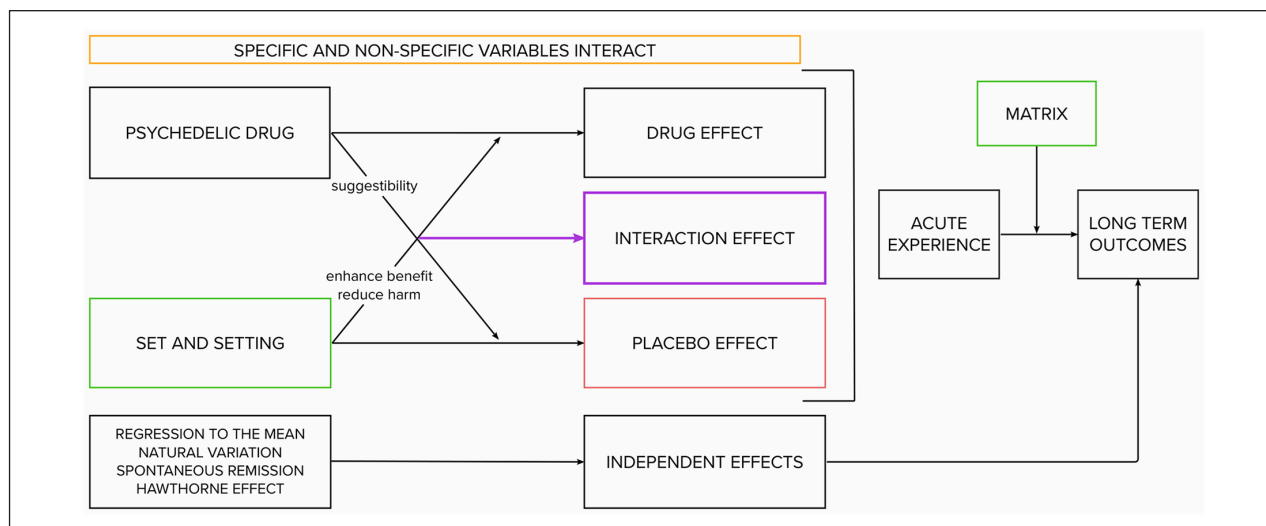 SPECIFIC AND NON-SPECIFIC VARIABLES INTERACT
PSYCHEDELIC DRUG
DRUG EFFECT
MATRIX
suggestibility
INTERACTION EFFECT
ACUTE
EXPERIENCE
LONG TERM
OUTCOMES
enhance benefit
reduce harm
SET AND SETTING
PLACEBO EFFECT
REGRESSION TO THE MEAN
NATURAL VARIATION
SPONTANEOUS REMISSION
HAWTHORNE EFFECT
INDEPENDENT EFFECTS